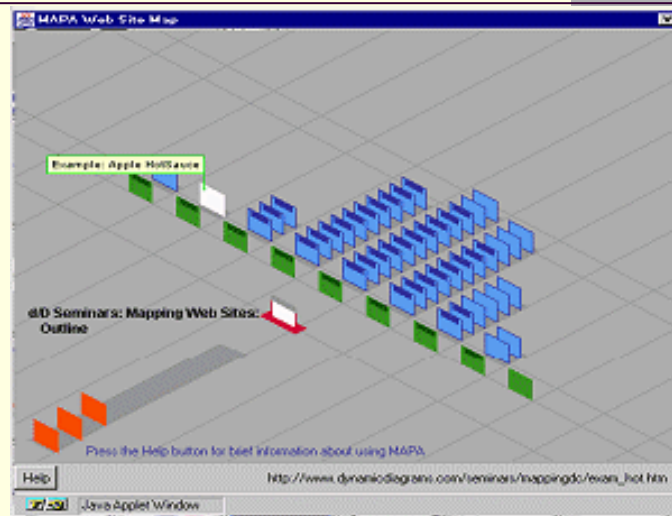 MAPA Web Site Map
Example: Apple HotSauce
d/D Seminars: Mapping Web Sites:
Outline
Press the Help button for brief information about using MAPA
Help
http://www.dynamicdiagrams.com/seminars/mappingdc/exam_hot.htm
Java Applet Window